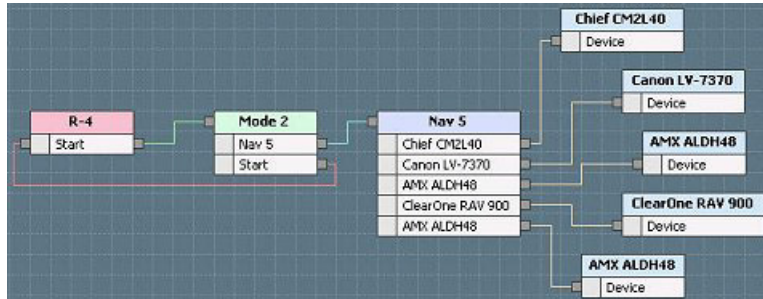 Chief CM2L40
Device
Canon LV-7370
Device
R-4
Start
Mode 2
Nav 5
Start
Nav 5
Chief CM2L40
Canon LV-7370
AMX ALDH48
ClearOne RAV 900
AMX ALDH48
AMX ALDH48
Device
ClearOne RAV 900
Device
AMX ALDH48
Device